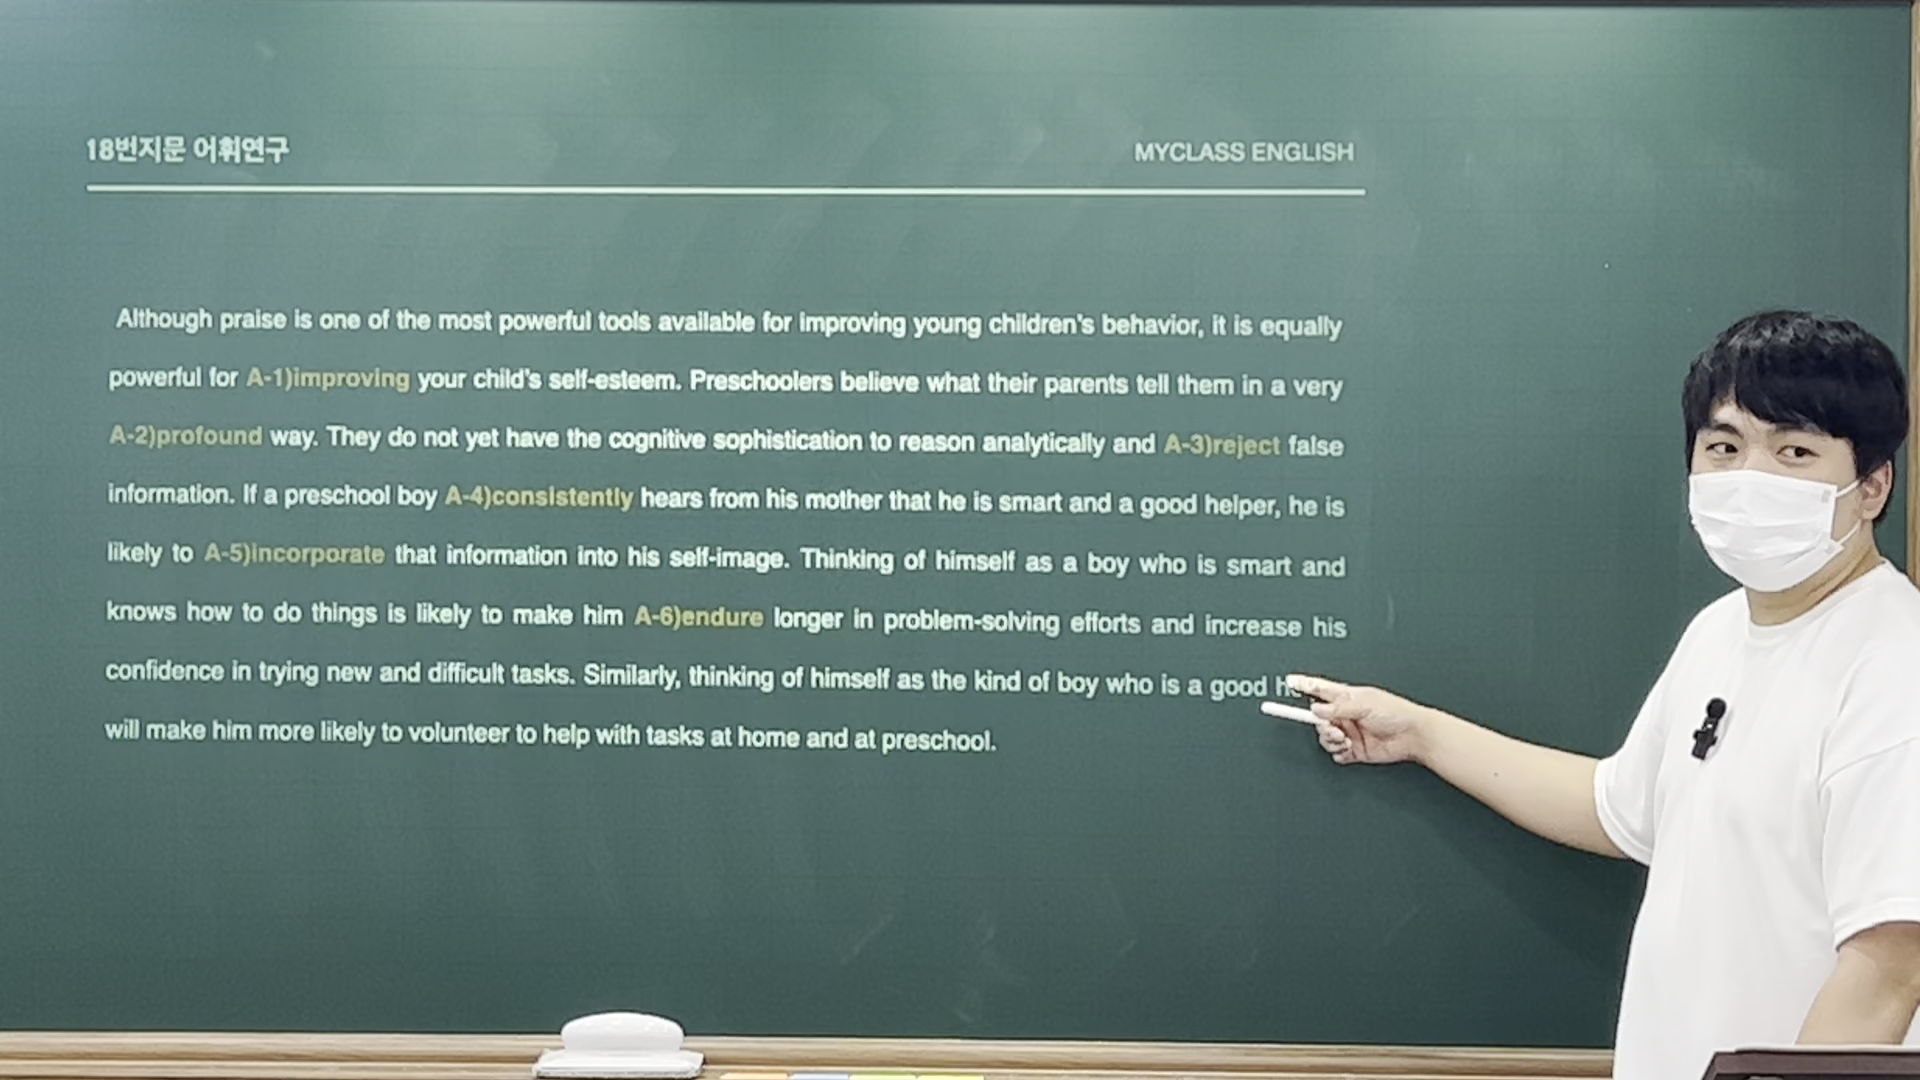 18번지문 어휘연구
MYCLASS ENGLISH
Although praise is one of the most powerful tools available for improving young children's behavior, it is equally
powerful for A-1)improving your child's self-esteem. Preschoolers believe what their parents tell them in a very
A-2)profound way. They do not yet have the cognitive sophistication to reason analytically and A-3)reject false
information. If a preschool boy A-4)consistently hears from his mother that he is smart and a good helper, he is
likely to A-5)incorporate that information into his self-image. Thinking of himself as a boy who is smart and
knows how to do things is likely to make him A-6)endure longer in problem-solving efforts and increase his
confidence in trying new and difficult tasks. Similarly, thinking of himself as the kind of boy who is a good
will make him more likely to volunteer to help with tasks at home and at preschool.